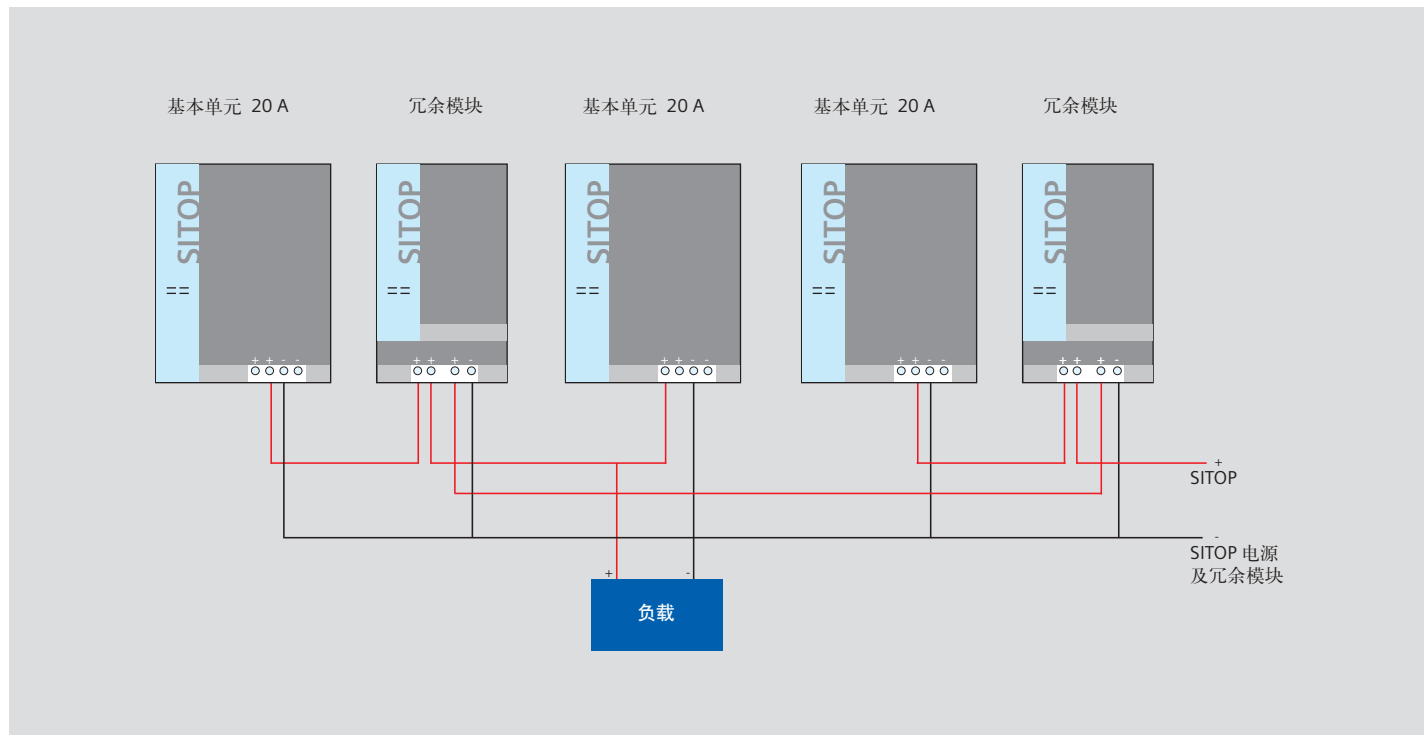 基本单元 20 A
冗余模块
基本单元 20 A
基本单元 20 A
冗余模块
SITOP
SITOP
SITOP
SITOP
SITOP
+ + - -
+ + + -
+ + - -
+ + - -
+ + + -
+
SITOP
-
SITOP 电源
及冗余模块
+ -
负载